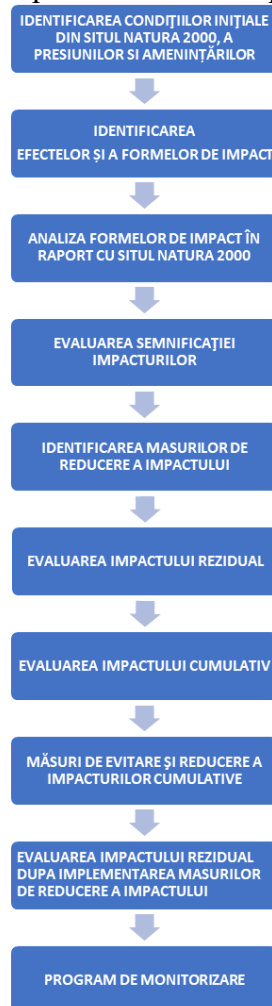 IDENTIFICAREA CONDIȚIILOR INIȚIALE
DIN SITUL NATURA 2000, A
PRESIUNILOR SI AMENINȚĂRILOR
IDENTIFICAREA
EFECTELOR ȘI A FORMELOR DE IMPACT
ANALIZA FORMELOR DE IMPACT ÎN
RAPORT CU SITUL NATURA 2000
EVALUAREA SEMNIFICAȚIEI
IMPACTURILOR
IDENTIFICAREA MASURILOR DE
REDUCERE A IMPACTULUI
EVALUAREA IMPACTULUI REZIDUAL
EVALUAREA IMPACTULUI CUMULATIV
MĂSURI DE EVITARE ŞI REDUCERE A
IMPACTURILOR CUMULATIVE
EVALUAREA IMPACTULUI REZIDUAL
DUPA IMPLEMENTAREA MASURILOR
DE REDUCERE A IMPACTULUI
PROGRAM DE MONITORIZARE